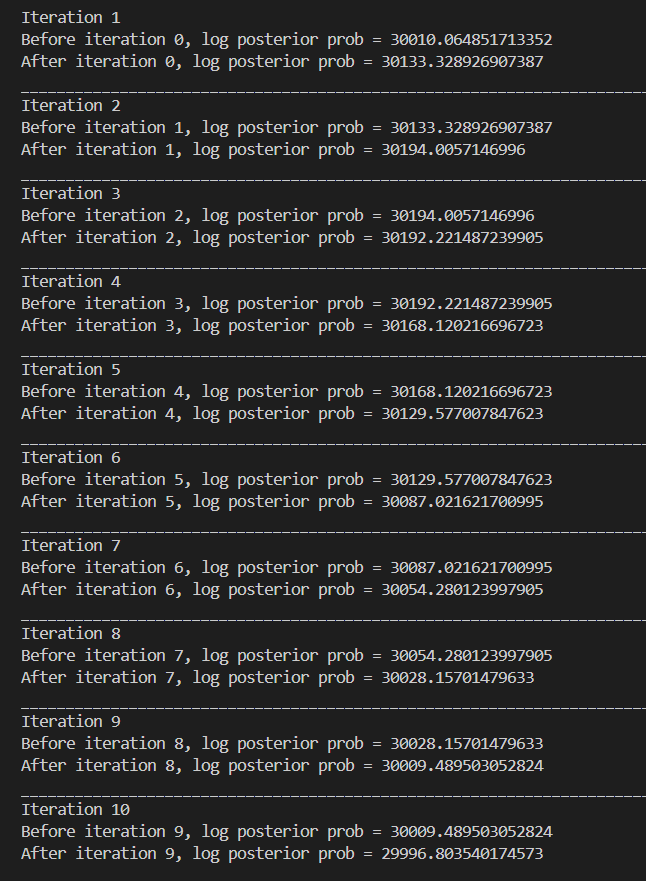 Iteration 1
Before iteration 0, log posterior prob = 30010.064851713352
After iteration 0, log posterior prob = 30133.328926907387
______________________________________________________________________
Iteration 2
Before iteration 1, log posterior prob = 30133.328926907387
After iteration 1, log posterior prob = 30194.0057146996
______________________________________________________________________
Iteration 3
Before iteration 2, log posterior prob = 30194.0057146996
After iteration 2, log posterior prob = 30192.221487239905
______________________________________________________________________
Iteration 4
Before iteration 3, log posterior prob = 30192.221487239905
After iteration 3, log posterior prob = 30168.120216696723
______________________________________________________________________
Iteration 5
Before iteration 4, log posterior prob = 30168.120216696723
After iteration 4, log posterior prob = 30129.577007847623
______________________________________________________________________
Iteration 6
Before iteration 5, log posterior prob = 30129.577007847623
After iteration 5, log posterior prob = 30087.021621700995
______________________________________________________________________
Iteration 7
Before iteration 6, log posterior prob = 30087.021621700995
After iteration 6, log posterior prob = 30054.280123997905
______________________________________________________________________
Iteration 8
Before iteration 7, log posterior prob = 30054.280123997905
After iteration 7, log posterior prob = 30028.15701479633
______________________________________________________________________
Iteration 9
Before iteration 8, log posterior prob = 30028.15701479633
After iteration 8, log posterior prob = 30009.489503052824
______________________________________________________________________
Iteration 10
Before iteration 9, log posterior prob = 30009.489503052824
After iteration 9, log posterior prob = 29996.803540174573